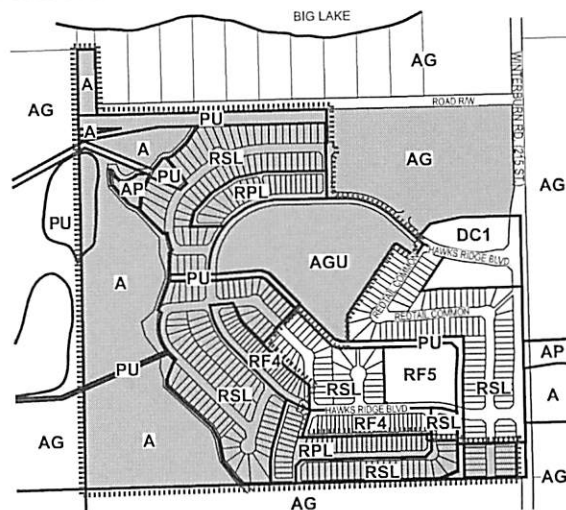 BIG LAKE
AG
A
ROAD R/W
WINTERBURN RD. (215 ST.)
PU
A
A
RSL
AG
AG
AP
PU
RPL
PU
DC1
HAWKS RIDGE BLVD
A
PU
AGU
REDTAIL COMMON
REDTAIL COMMON
PU
AP
PU
RF4
RSL
RF5
RSL
A
RSL
HAWKS RIDGE BLVD
RF4
RSL
A
RPL
AG
RSL
AG
AG